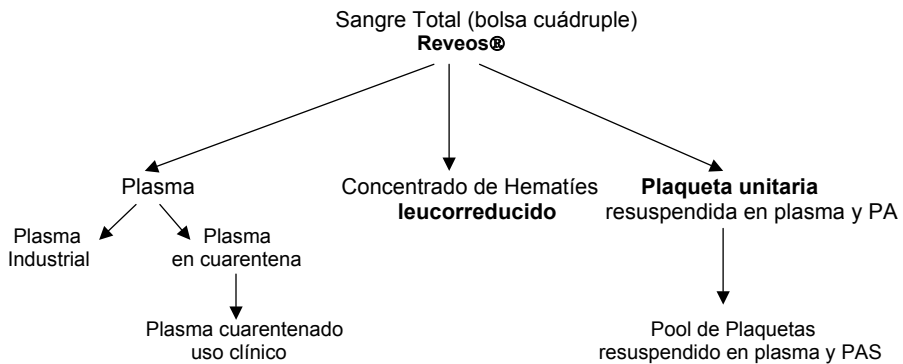 Sangre Total (bolsa cuádruple)
Reveos®
Plasma
Concentrado de Hematíes
leucorreducido
Plaqueta unitaria
resuspendida en plasma y PA
Plasma
Industrial
Plasma
en cuarentena
Plasma cuarentenado
uso clínico
Pool de Plaquetas
resuspendido en plasma y PAS